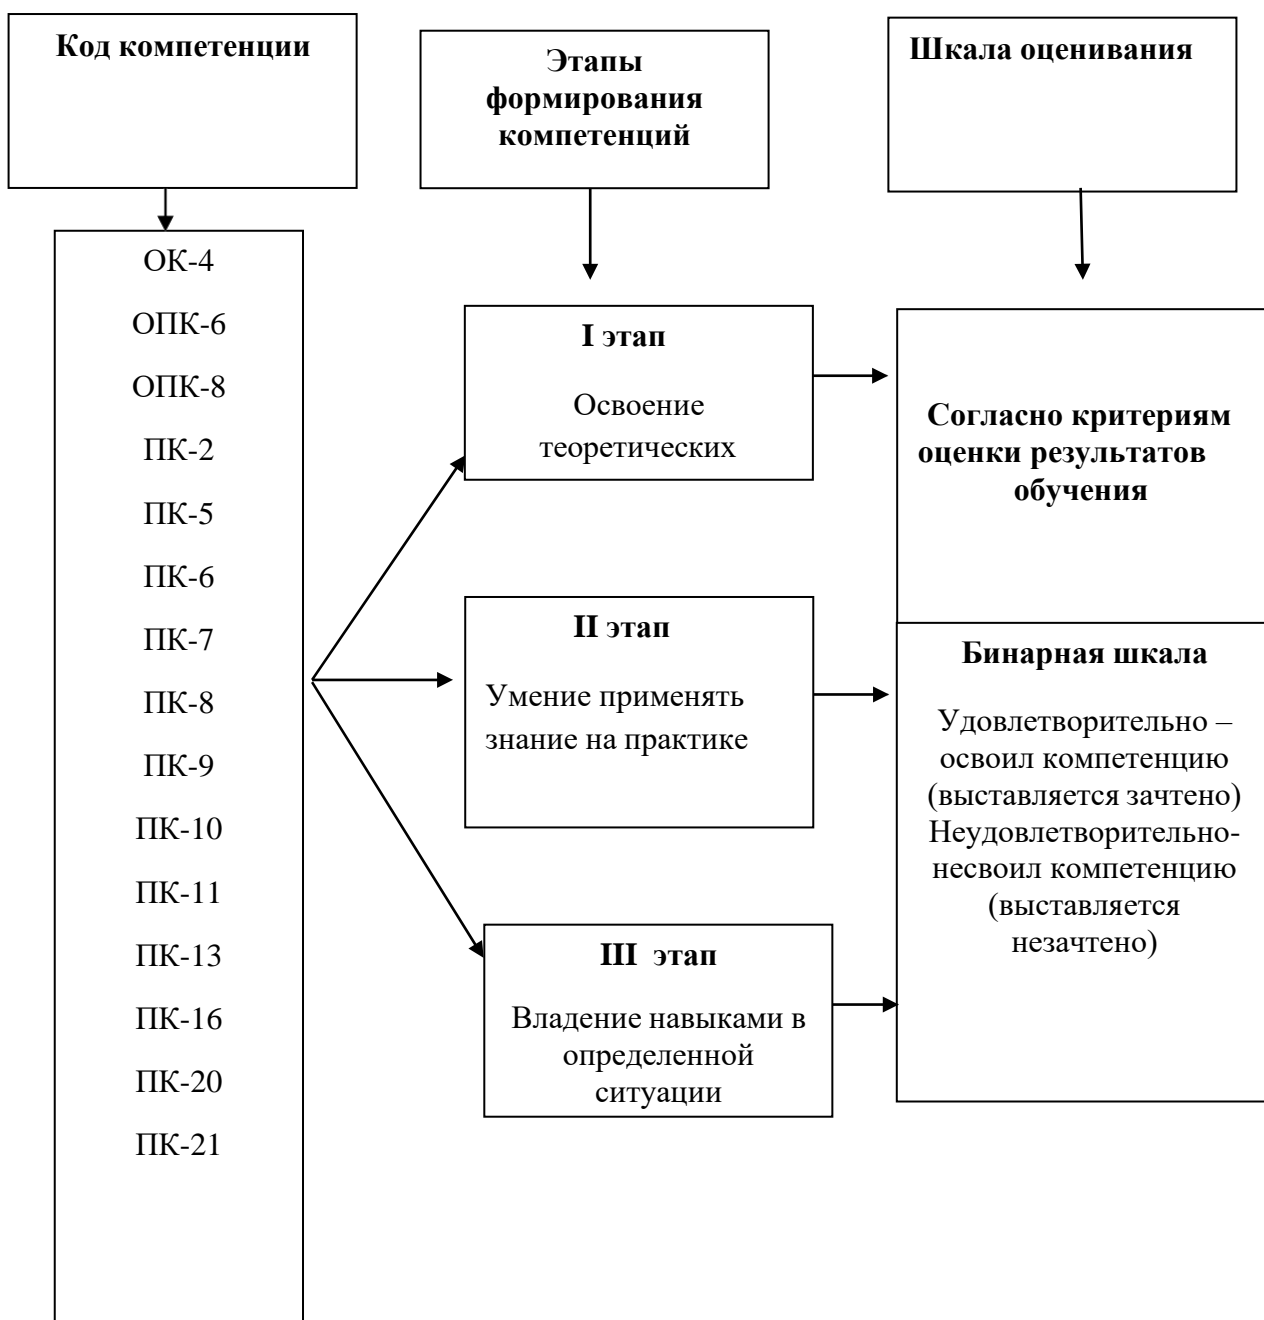 Код компетенции
Этапы
формирования
компетенций
Шкала оценивания
ОК-4
ОПК-6
ОПК-8
ПК-2
ПК-5
ПК-6
ПК-7
ПК-8
ПК-9
ПК-10
ПК-11
ПК-13
ПК-16
ПК-20
ПК-21
I этап
Освоение
теоретических
II этап
Умение применять
знание на практике
III этап
Владение навыками в
определенной
ситуации
Согласно критериям
оценки результатов
обучения
Бинарная шкала
Удовлетворительно –
освоил компетенцию
(выставляется зачтено)
Неудовлетворительно-
несвоил компетенцию
(выставляется
незачтено)